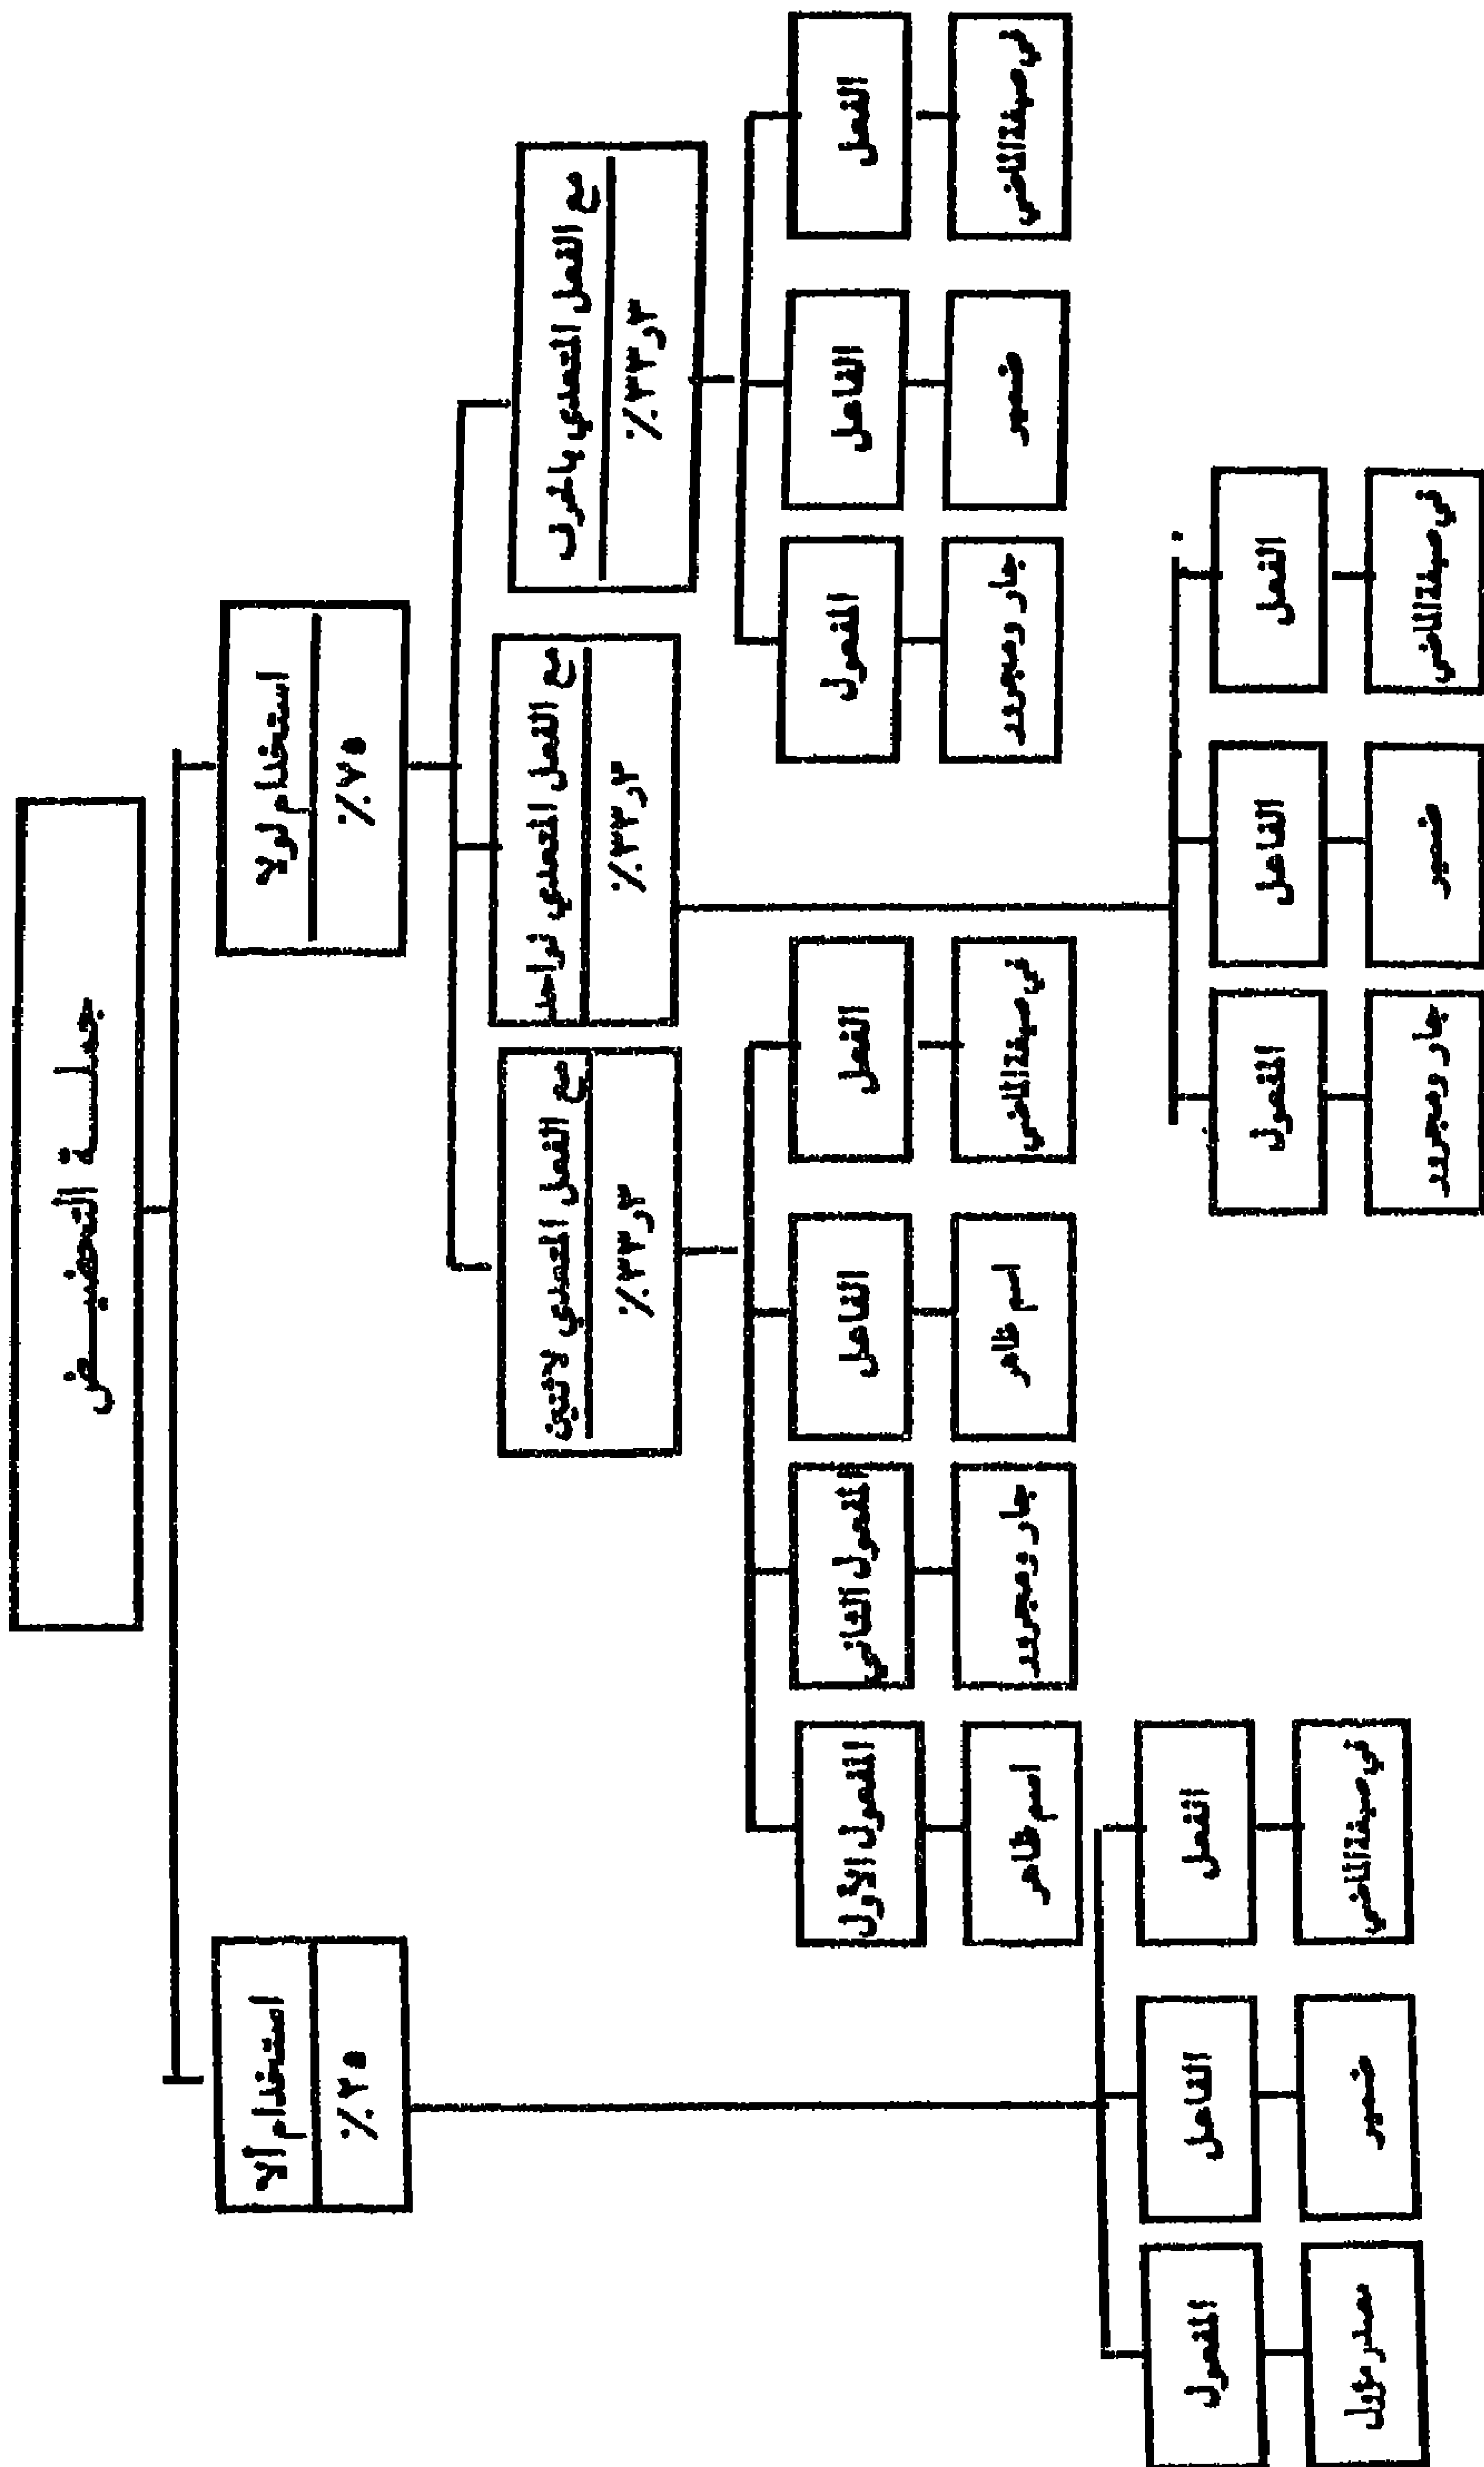 جملة التحضيض
استخدام لولا
٧٥٪
استخدام ألا
٢٥٪
مع الفعل المتعدي بالحرف
٣ر٣٣٪
مع الفعل المتعدي لواحد
٣ر٣٣٪
مع الفعل المتعدي لاثنين
٣ر٣٣٪
الفعل
الفاعل
المفعول
في صيغة الماضي
ضمير
جار ومجرور
الفعل
الفاعل
المفعول الثاني
المفعول الأول
في صيغة الماضي
اسم ظاهر
جار ومجرور
اسم ظاهر
الفعل
الفاعل
المفعول
في صيغة الماضي
ضمير
جار ومجرور
الفعل
الفاعل
المفعول
في صيغة الماضي
ضمير
مصدر مؤول